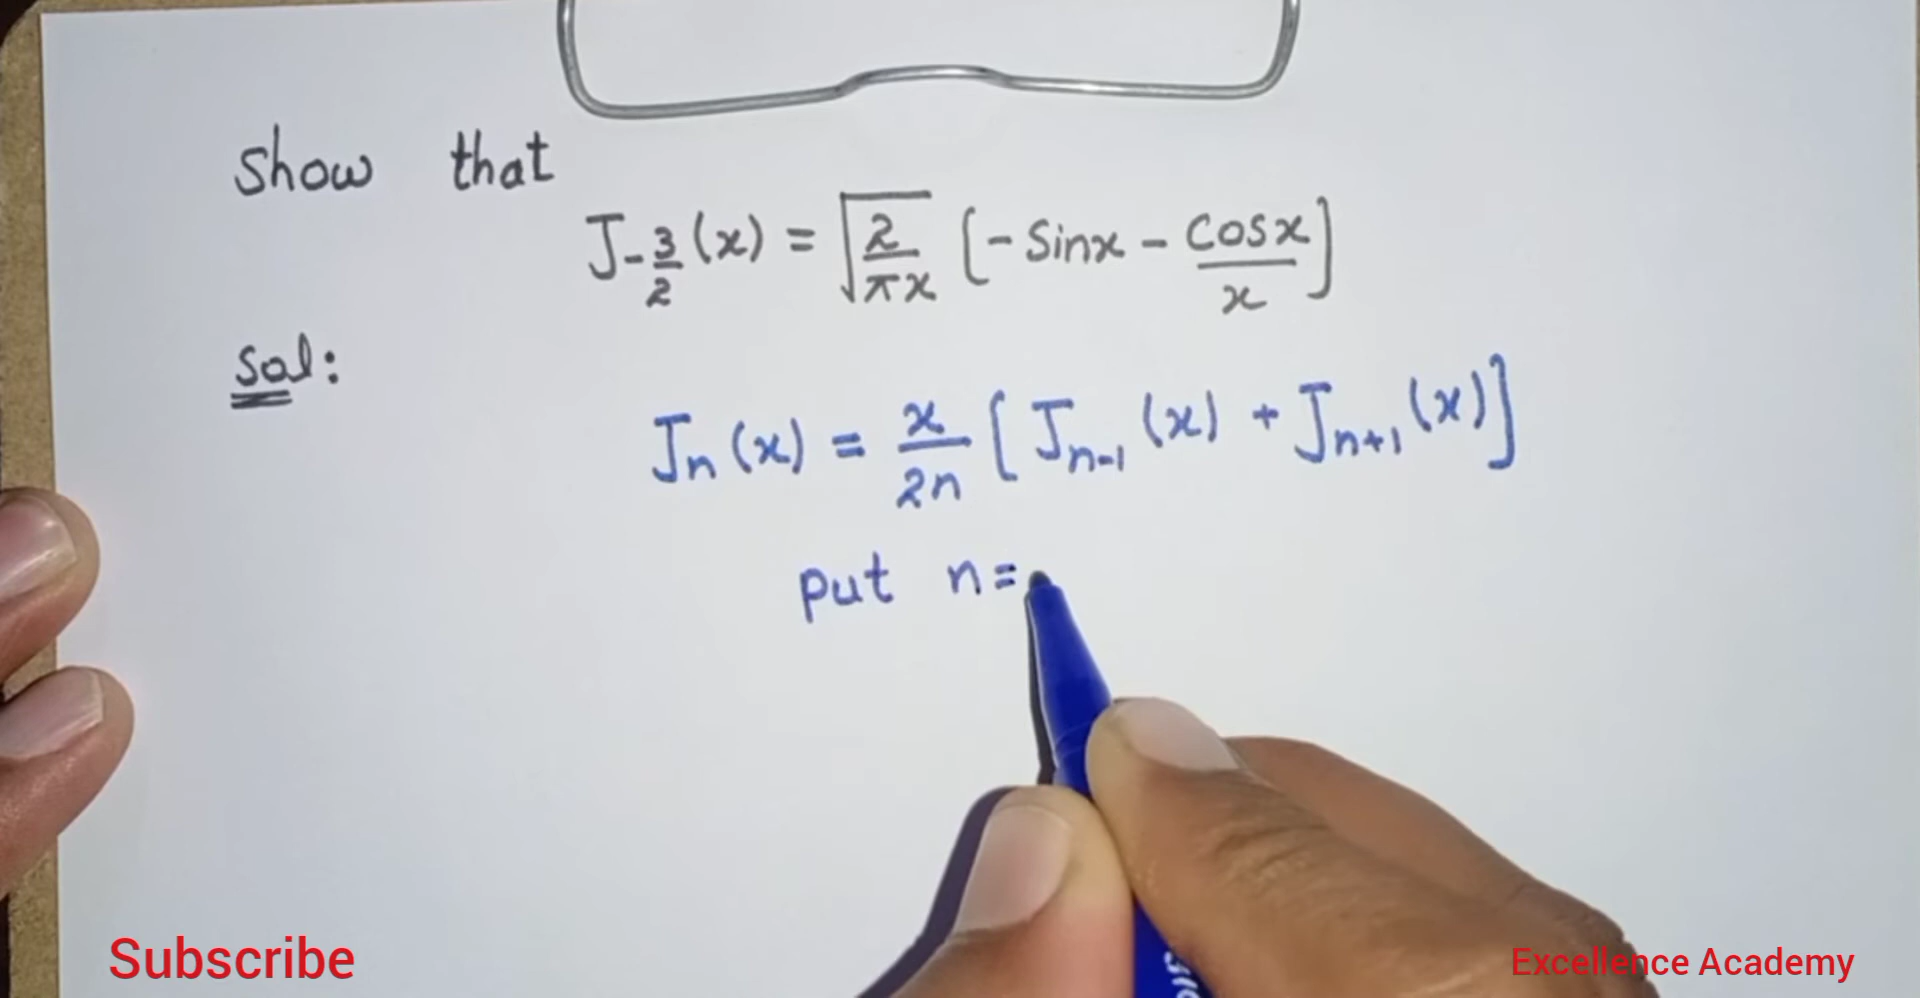 Show that
J-3/2 (x) = √2/πx [-Sinx - Cosx/x]
Sol:
Jn (x) = x/2n [Jn-1 (x) + Jn+1 (x)]
put n=
Subscribe
Excellence Academy